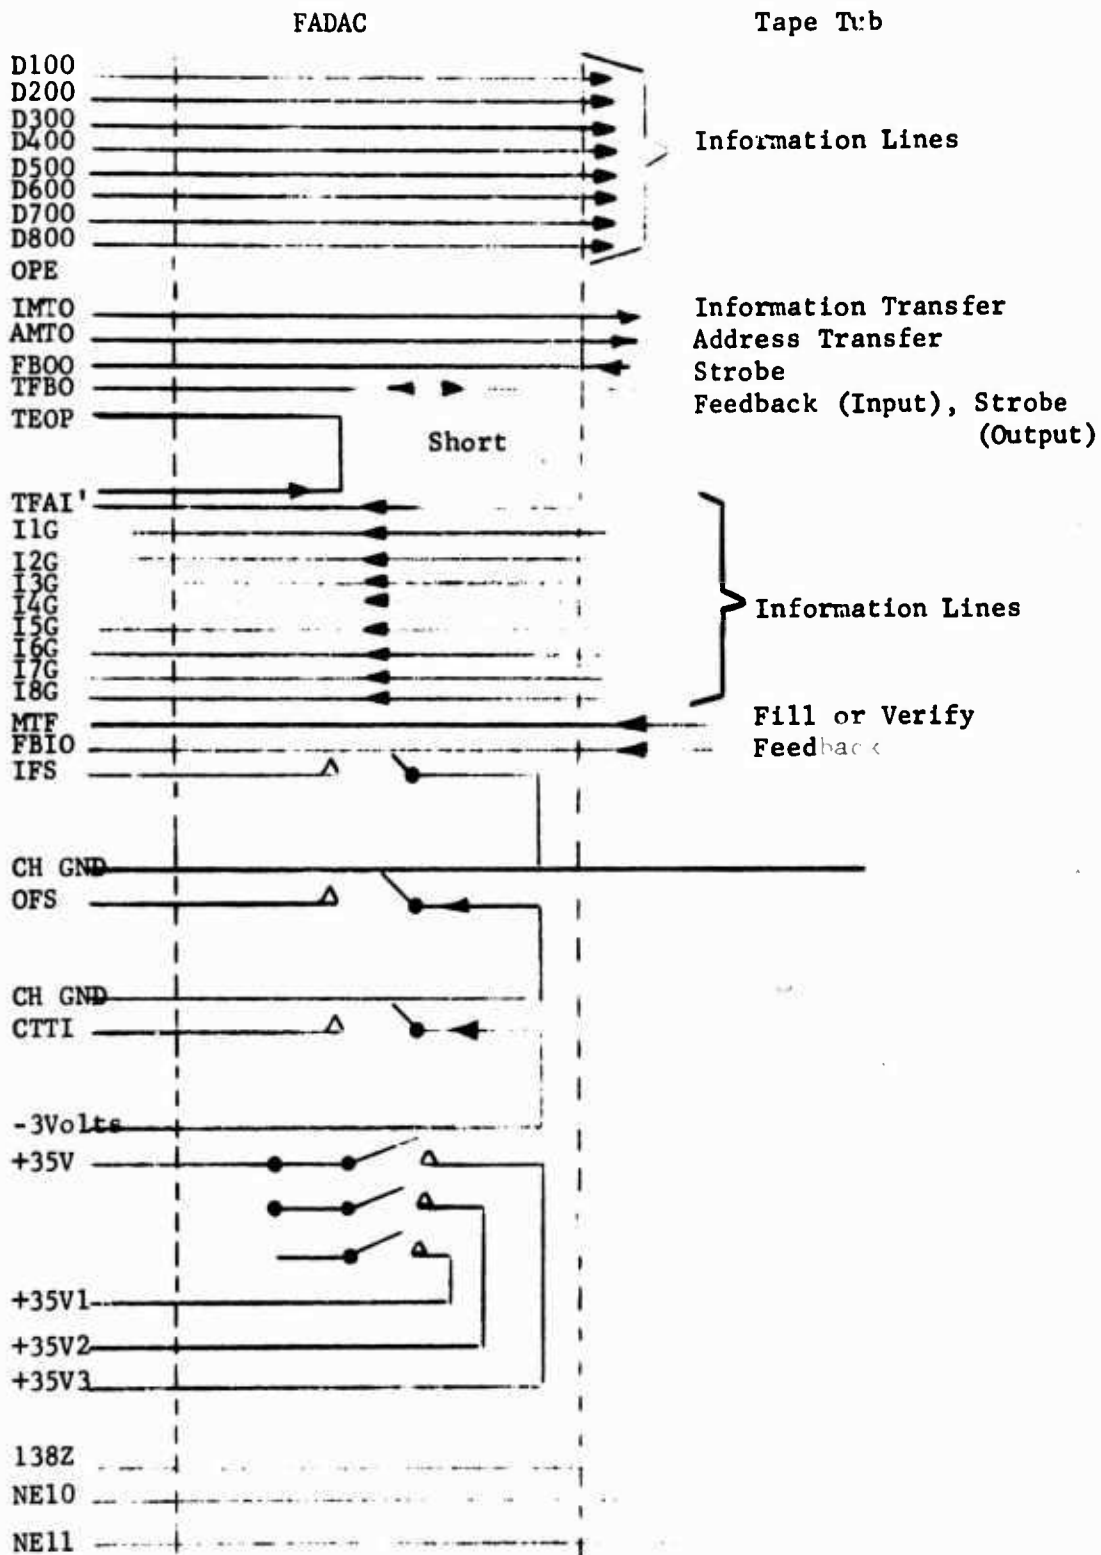 FADAC Tape Tub
D100
D200
D300
D400
D500
D600
D700
D800
Information Lines
OPE
IMTO Information Transfer
AMTO Address Transfer
FBOO Strobe
TFBO Feedback (Input), Strobe
(Output)
TEOP
Short
TFAI'
I1G
I2G
I3G
I4G
I5G
I6G
I7G
I8G
Information Lines
MTF Fill or Verify
FBIO Feedback
IFS
CH GND
OFS
CH GND
CTTI
-3Volts
+35V
+35V1
+35V2
+35V3
138Z
NE10
NE11